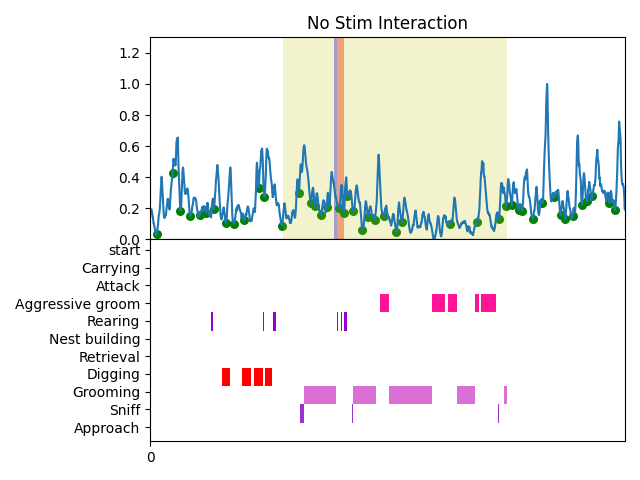 No Stim Interaction
1.2
1.0
0.8
0.6
0.4
0.2
0.0
start
Carrying
Attack
Aggressive groom
Rearing
Nest building
Retrieval
Digging
Grooming
Sniff
Approach
0